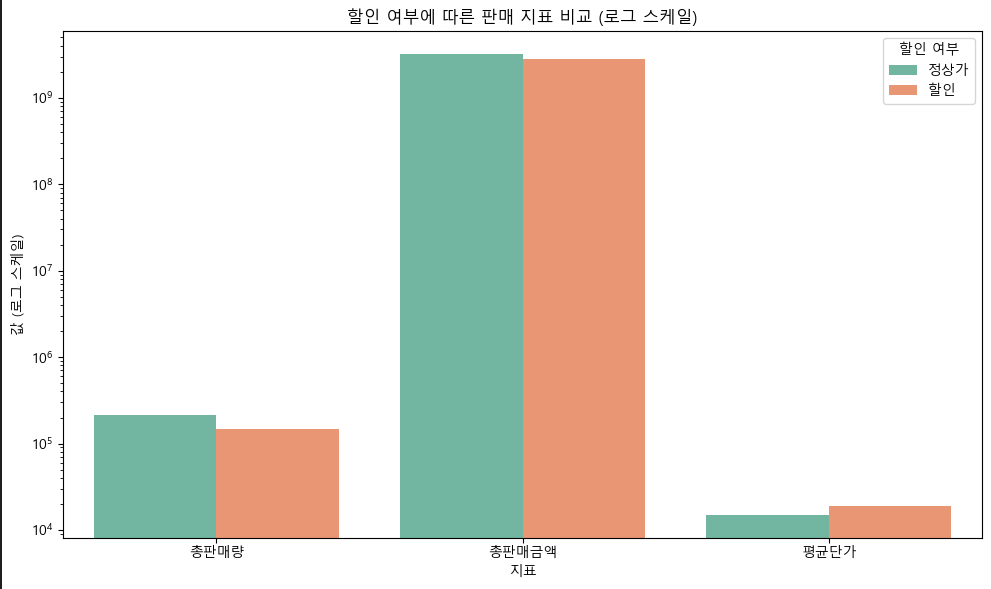 할인 여부에 따른 판매 지표 비교 (로그 스케일)
할인 여부
정상가
할인
값 (로그 스케일)
10⁹
10⁸
10⁷
10⁶
10⁵
10⁴
총판매량
총판매금액
평균단가
지표